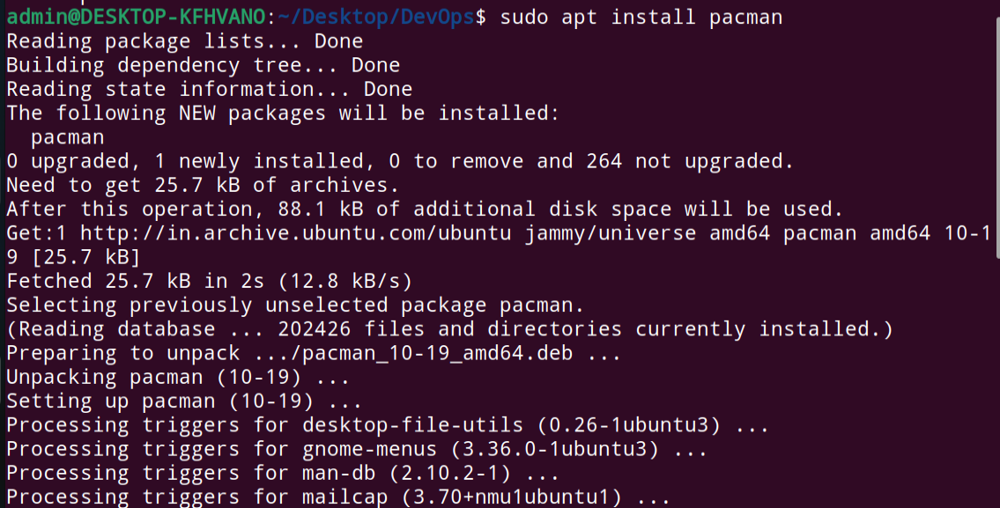 admin@DESKTOP-KFHVANO:~/Desktop/DevOps$ sudo apt install pacman
Reading package lists... Done
Building dependency tree... Done
Reading state information... Done
The following NEW packages will be installed:
  pacman
0 upgraded, 1 newly installed, 0 to remove and 264 not upgraded.
Need to get 25.7 kB of archives.
After this operation, 88.1 kB of additional disk space will be used.
Get:1 http://in.archive.ubuntu.com/ubuntu jammy/universe amd64 pacman amd64 10-1
9 [25.7 kB]
Fetched 25.7 kB in 2s (12.8 kB/s)
Selecting previously unselected package pacman.
(Reading database ... 202426 files and directories currently installed.)
Preparing to unpack .../pacman_10-19_amd64.deb ...
Unpacking pacman (10-19) ...
Setting up pacman (10-19) ...
Processing triggers for desktop-file-utils (0.26-1ubuntu3) ...
Processing triggers for gnome-menus (3.36.0-1ubuntu3) ...
Processing triggers for man-db (2.10.2-1) ...
Processing triggers for mailcap (3.70+nmu1ubuntu1) ...